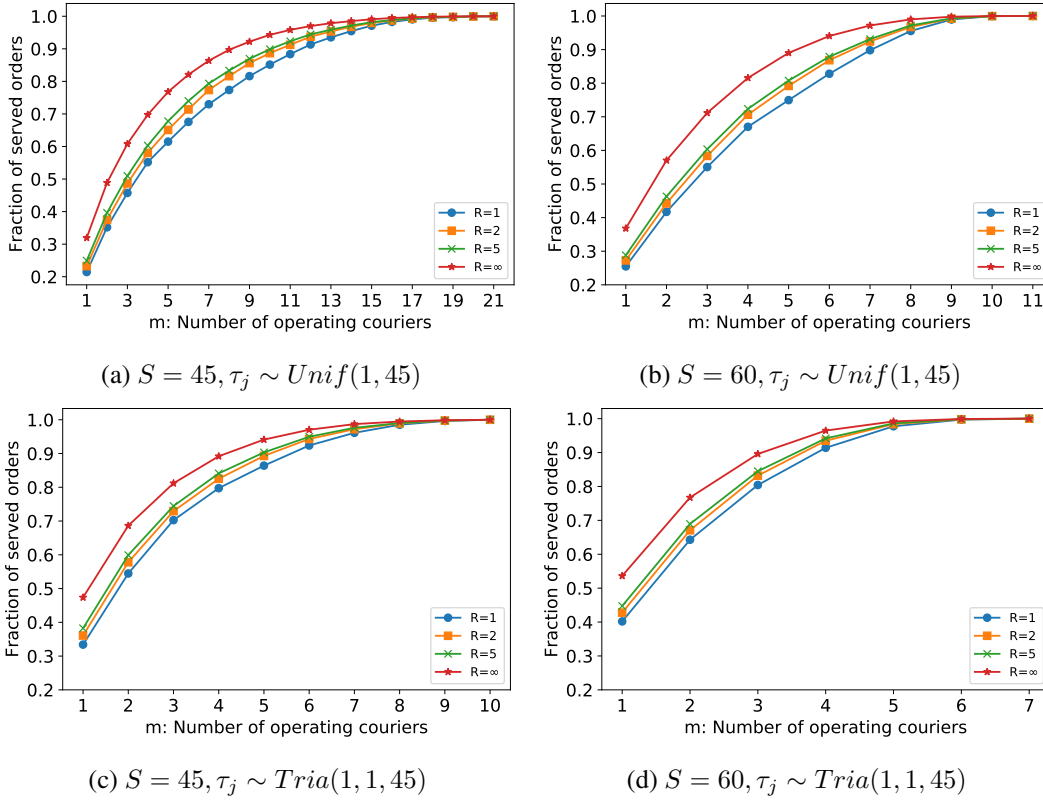 1.0
0.9
0.8
0.7
0.6
0.5
0.4
0.3
0.2
Fraction of served orders
R=1
R=2
R=5
R=∞
1 3 5 7 9 11 13 15 17 19 21
m: Number of operating couriers
(a) S = 45, τj ∼ Unif(1, 45)
1.0
0.9
0.8
0.7
0.6
0.5
0.4
0.3
0.2
Fraction of served orders
R=1
R=2
R=5
R=∞
1 2 3 4 5 6 7 8 9 10 11
m: Number of operating couriers
(b) S = 60, τj ∼ Unif(1, 45)
1.0
0.9
0.8
0.7
0.6
0.5
0.4
0.3
0.2
Fraction of served orders
R=1
R=2
R=5
R=∞
1 2 3 4 5 6 7 8 9 10
m: Number of operating couriers
(c) S = 45, τj ∼ Tria(1, 1, 45)
1.0
0.9
0.8
0.7
0.6
0.5
0.4
0.3
0.2
Fraction of served orders
R=1
R=2
R=5
R=∞
1 2 3 4 5 6 7
m: Number of operating couriers
(d) S = 60, τj ∼ Tria(1, 1, 45)